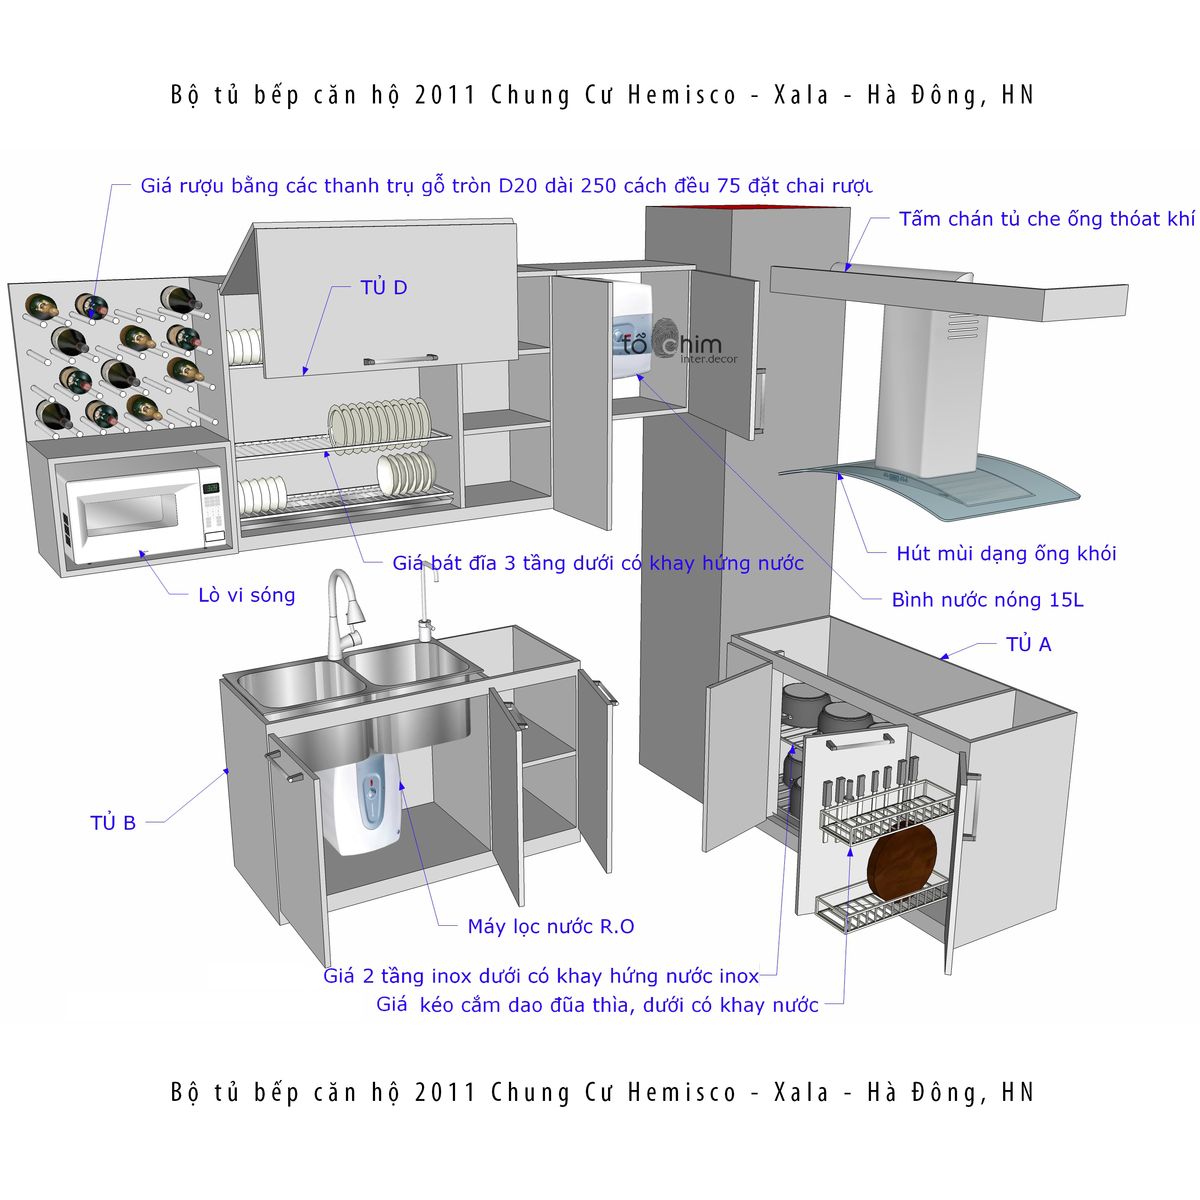 Bộ tủ bếp căn hộ 2011 Chung Cư Hemisco - Xala - Hà Đông, HN
Giá rượu bằng các thanh trụ gỗ tròn D20 dài 250 cách đều 75 đặt chai rượu
Tấm chán tủ che ống thóat khí
TỦ D
tổ chim
inter.decor
Giá bát đĩa 3 tầng dưới có khay hứng nước
Hút mùi dạng ống khói
Lò vi sóng
Bình nước nóng 15L
TỦ A
TỦ B
Máy lọc nước R.O
Giá 2 tầng inox dưới có khay hứng nước inox
Giá kéo cắm dao đũa thìa, dưới có khay nước
Bộ tủ bếp căn hộ 2011 Chung Cư Hemisco - Xala - Hà Đông, HN